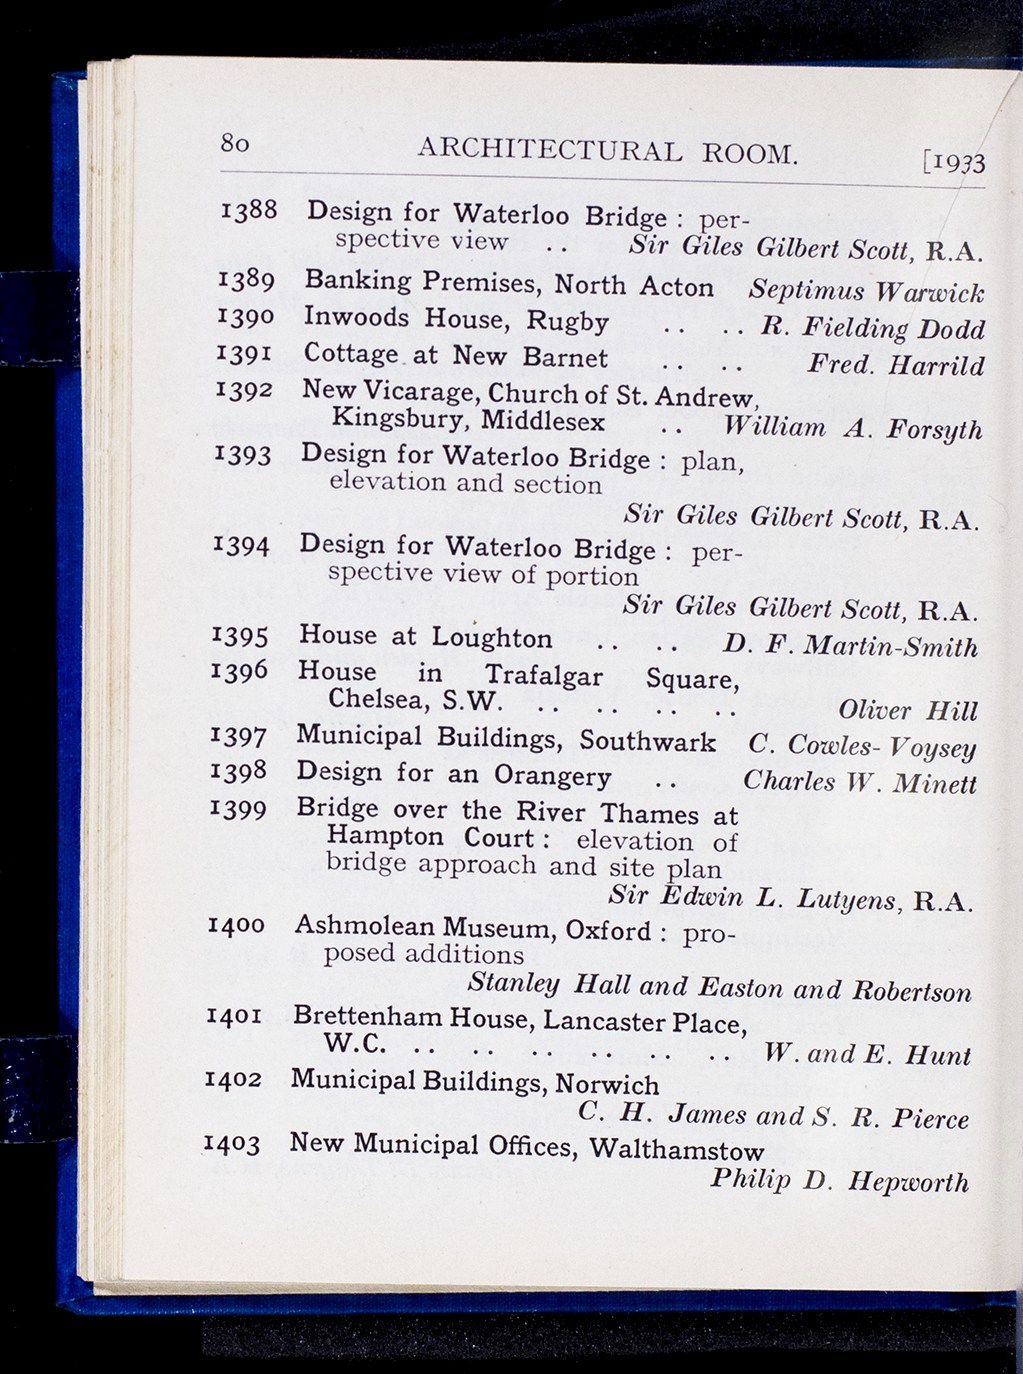 80 ARCHITECTURAL ROOM. [1933
1388 Design for Waterloo Bridge : per-
spective view .. Sir Giles Gilbert Scott, R.A.
1389 Banking Premises, North Acton Septimus Warwick
1390 Inwoods House, Rugby .. .. R. Fielding Dodd
1391 Cottage at New Barnet .. .. Fred. Harrild
1392 New Vicarage, Church of St. Andrew,
Kingsbury, Middlesex .. William A. Forsyth
1393 Design for Waterloo Bridge : plan,
elevation and section
Sir Giles Gilbert Scott, R.A.
1394 Design for Waterloo Bridge : per-
spective view of portion
Sir Giles Gilbert Scott, R.A.
1395 House at Loughton .. .. D. F. Martin-Smith
1396 House in Trafalgar Square,
Chelsea, S.W. .. .. .. .. Oliver Hill
1397 Municipal Buildings, Southwark C. Cowles-Voysey
1398 Design for an Orangery .. Charles W. Minett
1399 Bridge over the River Thames at
Hampton Court : elevation of
bridge approach and site plan
Sir Edwin L. Lutyens, R.A.
1400 Ashmolean Museum, Oxford : pro-
posed additions
Stanley Hall and Easton and Robertson
1401 Brettenham House, Lancaster Place,
W.C. .. .. .. .. .. .. W. and E. Hunt
1402 Municipal Buildings, Norwich
C. H. James and S. R. Pierce
1403 New Municipal Offices, Walthamstow
Philip D. Hepworth